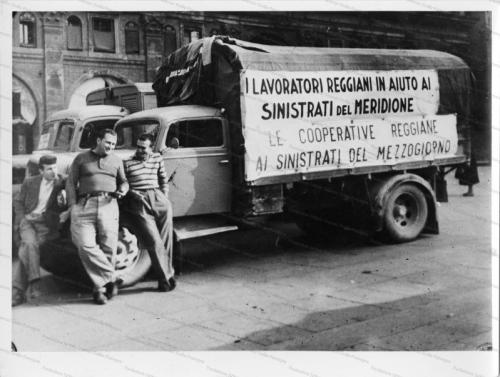 I LAVORATORI REGGIANI IN AIUTO AI
SINISTRATI DEL MERIDIONE
LE COOPERATIVE REGGIANE
AI SINISTRATI DEL MEZZOGIORNO